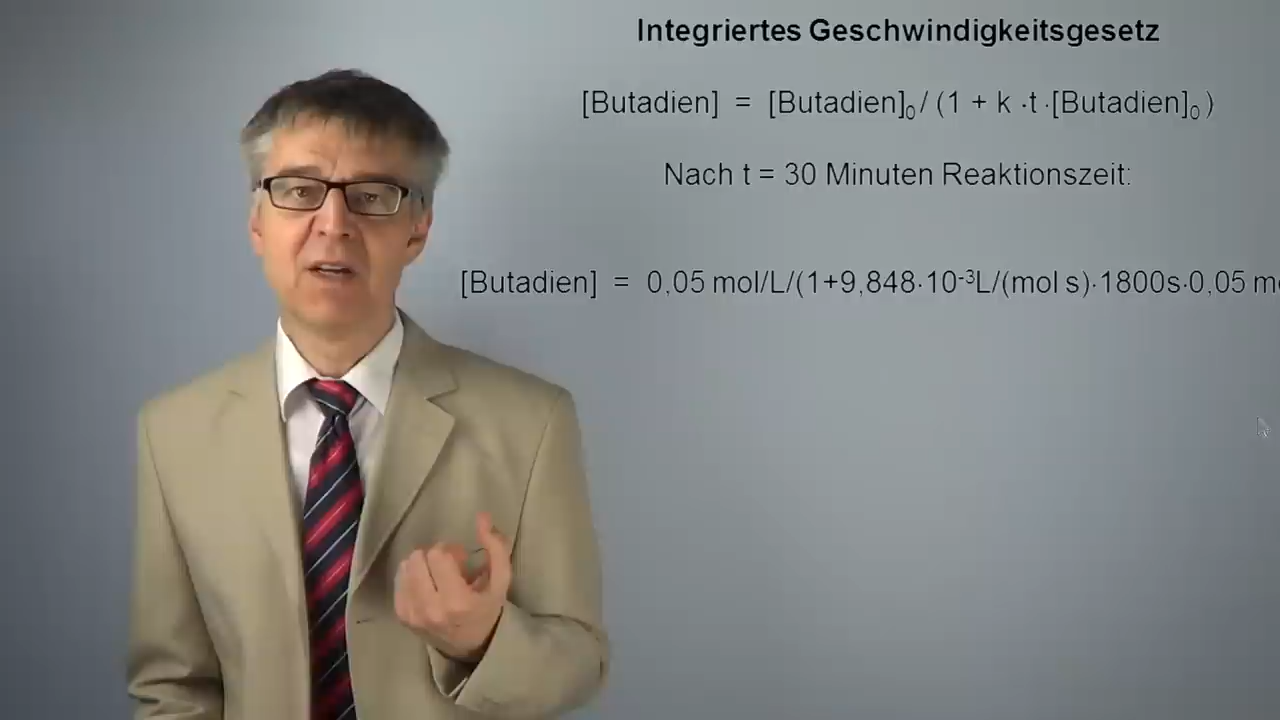 Integriertes Geschwindigkeitsgesetz
[Butadien] = [Butadien]₀ / (1 + k ·t ·[Butadien]₀ )
Nach t = 30 Minuten Reaktionszeit:
[Butadien] = 0,05 mol/L/(1+9,848·10⁻³L/(mol s)·1800s·0,05